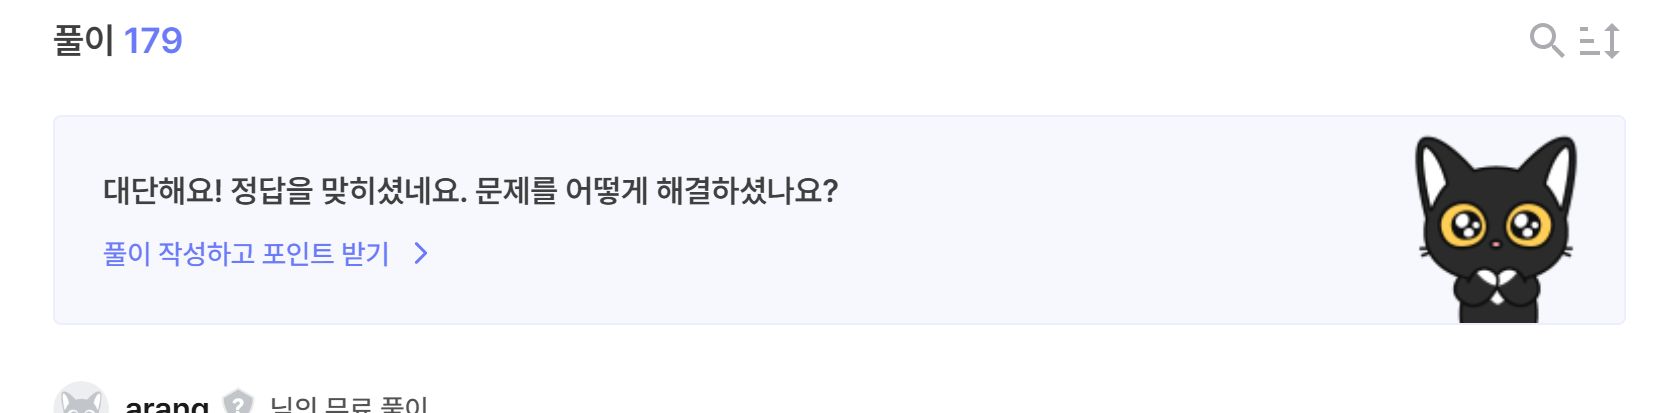 풀이 179
대단해요! 정답을 맞히셨네요. 문제를 어떻게 해결하셨나요?
풀이 작성하고 포인트 받기
arang ? 님의 무료 풀이